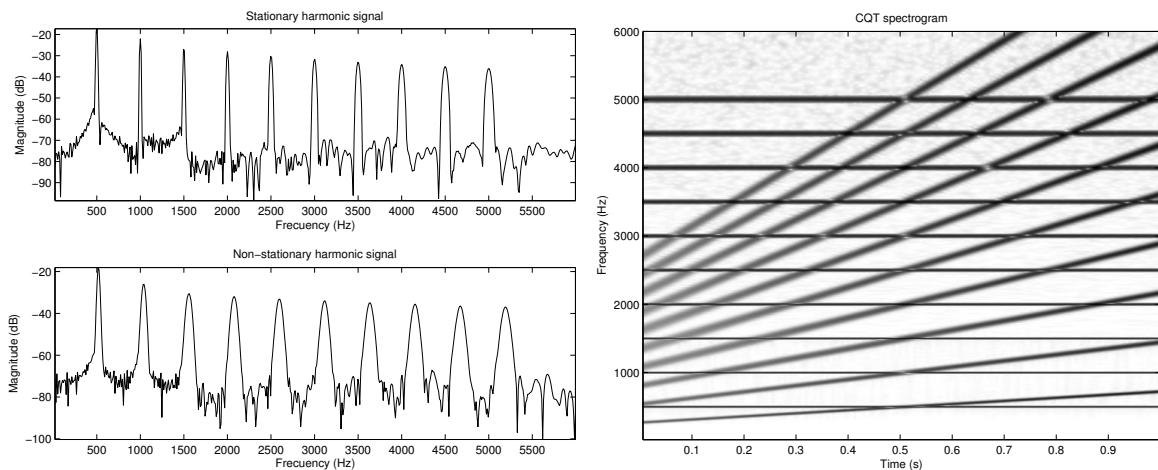 Stationary harmonic signal
Magnitude (dB)
−20
−30
−40
−50
−60
−70
−80
−90
500 1000 1500 2000 2500 3000 3500 4000 4500 5000 5500
Frecuency (Hz)
Non−stationary harmonic signal
Magnitude (dB)
−20
−40
−60
−80
−100
500 1000 1500 2000 2500 3000 3500 4000 4500 5000 5500
Frecuency (Hz)
CQT spectrogram
Frequency (Hz)
6000
5000
4000
3000
2000
1000
0.1 0.2 0.3 0.4 0.5 0.6 0.7 0.8 0.9
Time (s)